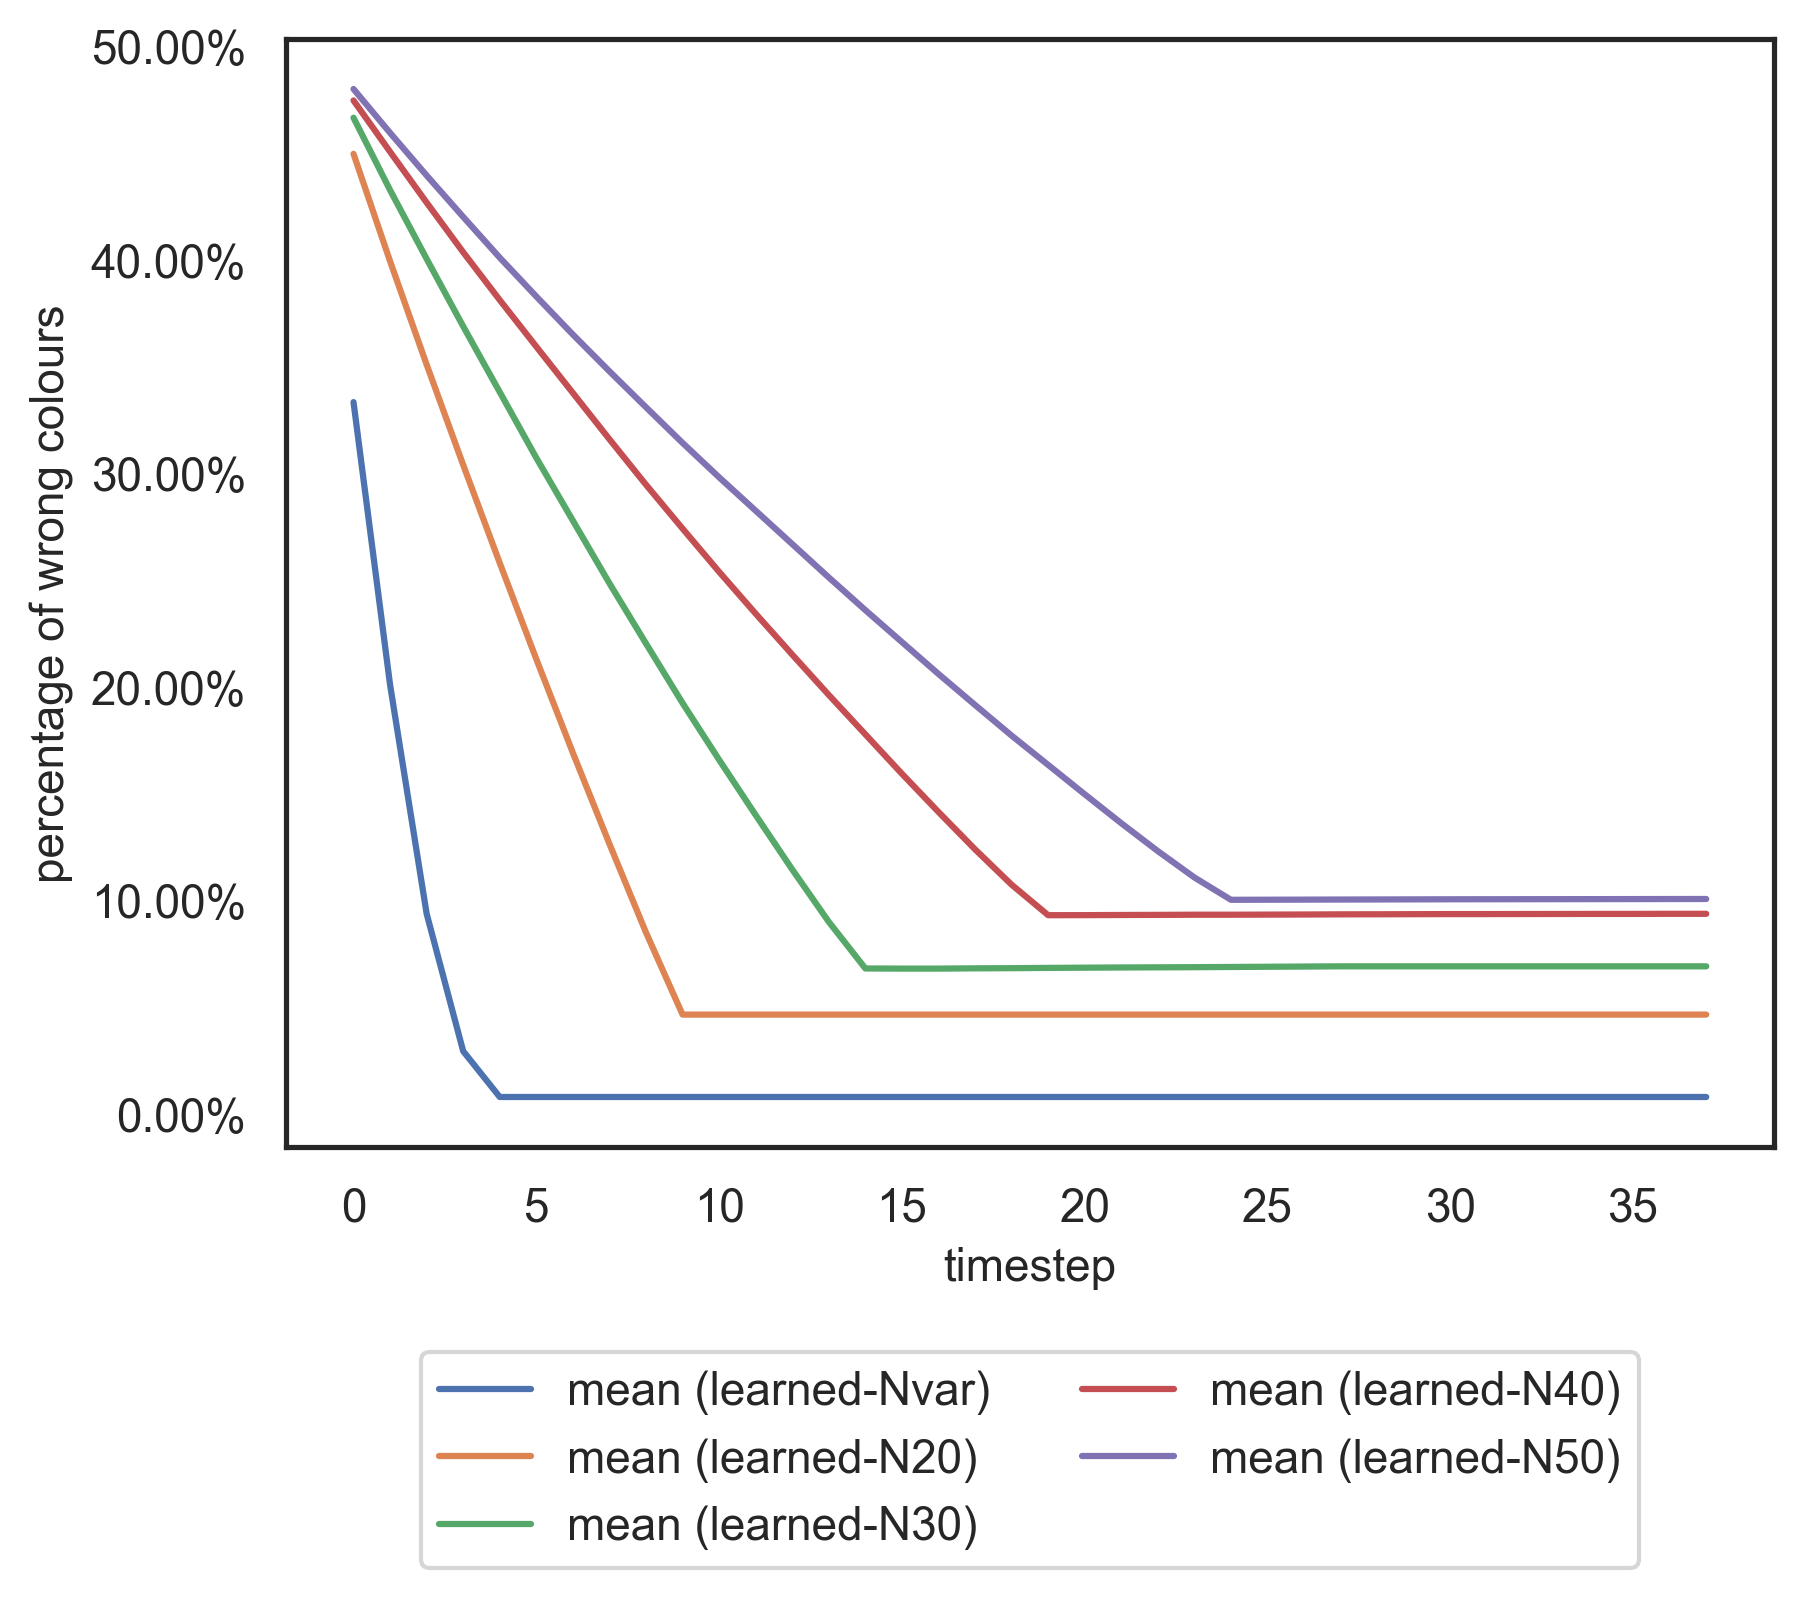 50.00%
40.00%
30.00%
20.00%
10.00%
0.00%
percentage of wrong colours
0 5 10 15 20 25 30 35
timestep
mean (learned-Nvar)
mean (learned-N20)
mean (learned-N30)
mean (learned-N40)
mean (learned-N50)